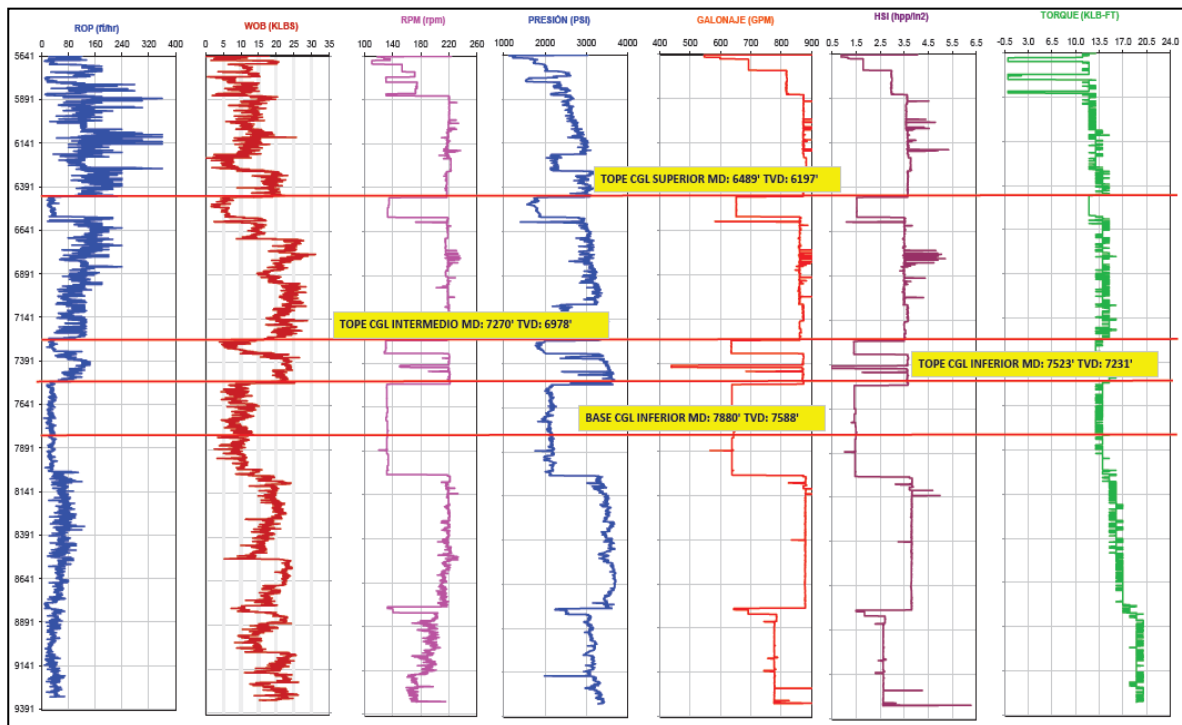 ROP (ft/hr)
WOB (KLBS)
RPM (rpm)
PRESIÓN (PSI)
GALONAJE (GPM)
HSI (hpp/in2)
TORQUE (KLB-FT)
0 80 160 240 320 400
0 5 10 15 20 25 30 35
100 140 180 220 260
1000 2000 3000 4000
400 500 600 700 800 900
0.5 1.5 2.5 3.5 4.5 5.5 6.5
-0.5 3.0 6.5 10.0 13.5 17.0 20.5 24.0
5641
5891
6141
TOPE CGL SUPERIOR MD: 6489' TVD: 6197'
6391
6641
6891
7141
TOPE CGL INTERMEDIO MD: 7270' TVD: 6978'
7391
TOPE CGL INFERIOR MD: 7523' TVD: 7231'
7641
BASE CGL INFERIOR MD: 7880' TVD: 7588'
7891
8141
8391
8641
8891
9141
9391